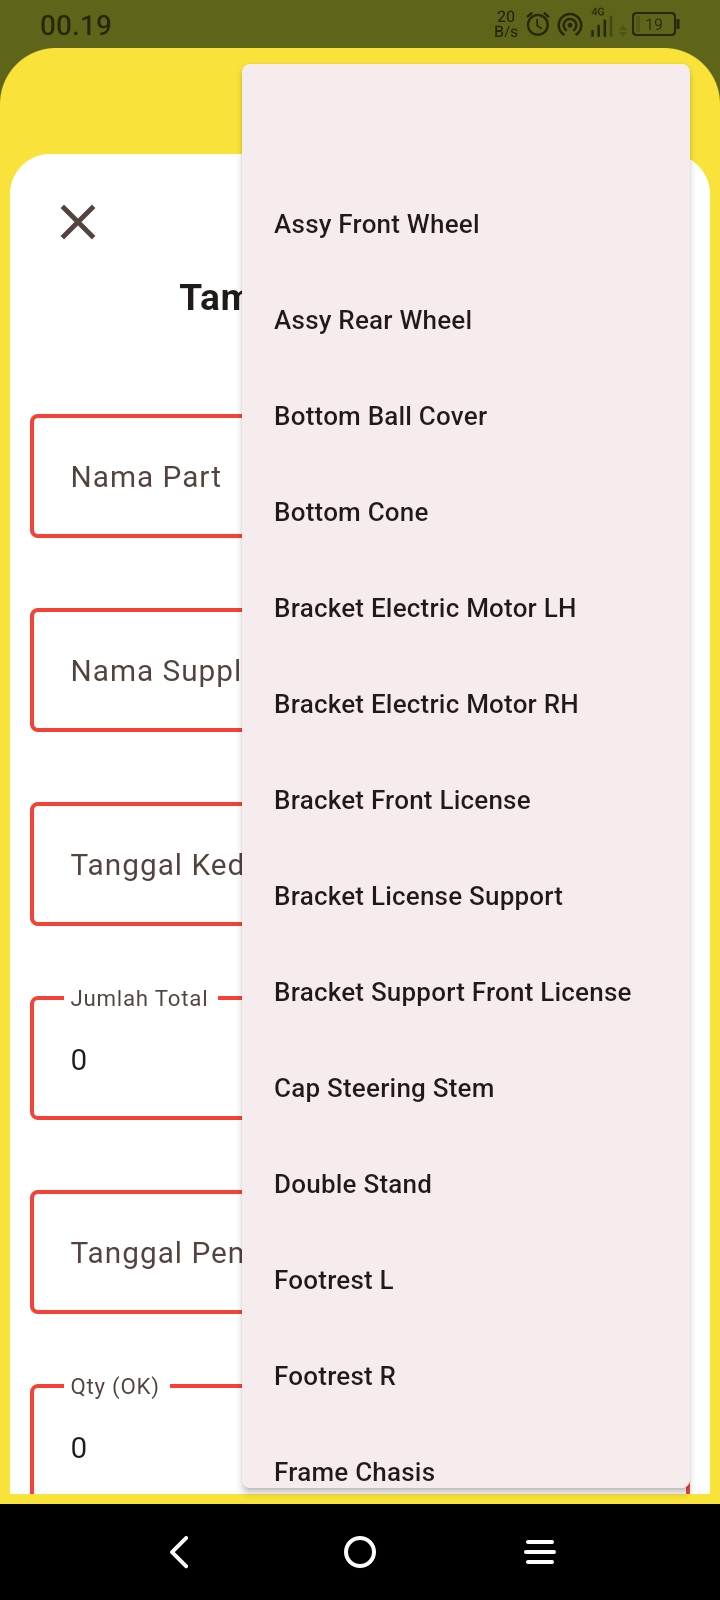 00.19
20
B/s
4G
19
Assy Front Wheel
Tam
Assy Rear Wheel
Bottom Ball Cover
Nama Part
Bottom Cone
Bracket Electric Motor LH
Nama Suppl
Bracket Electric Motor RH
Bracket Front License
Tanggal Ked
Bracket License Support
Jumlah Total
Bracket Support Front License
0
Cap Steering Stem
Double Stand
Tanggal Pen
Footrest L
Qty (OK)
Footrest R
0
Frame Chasis